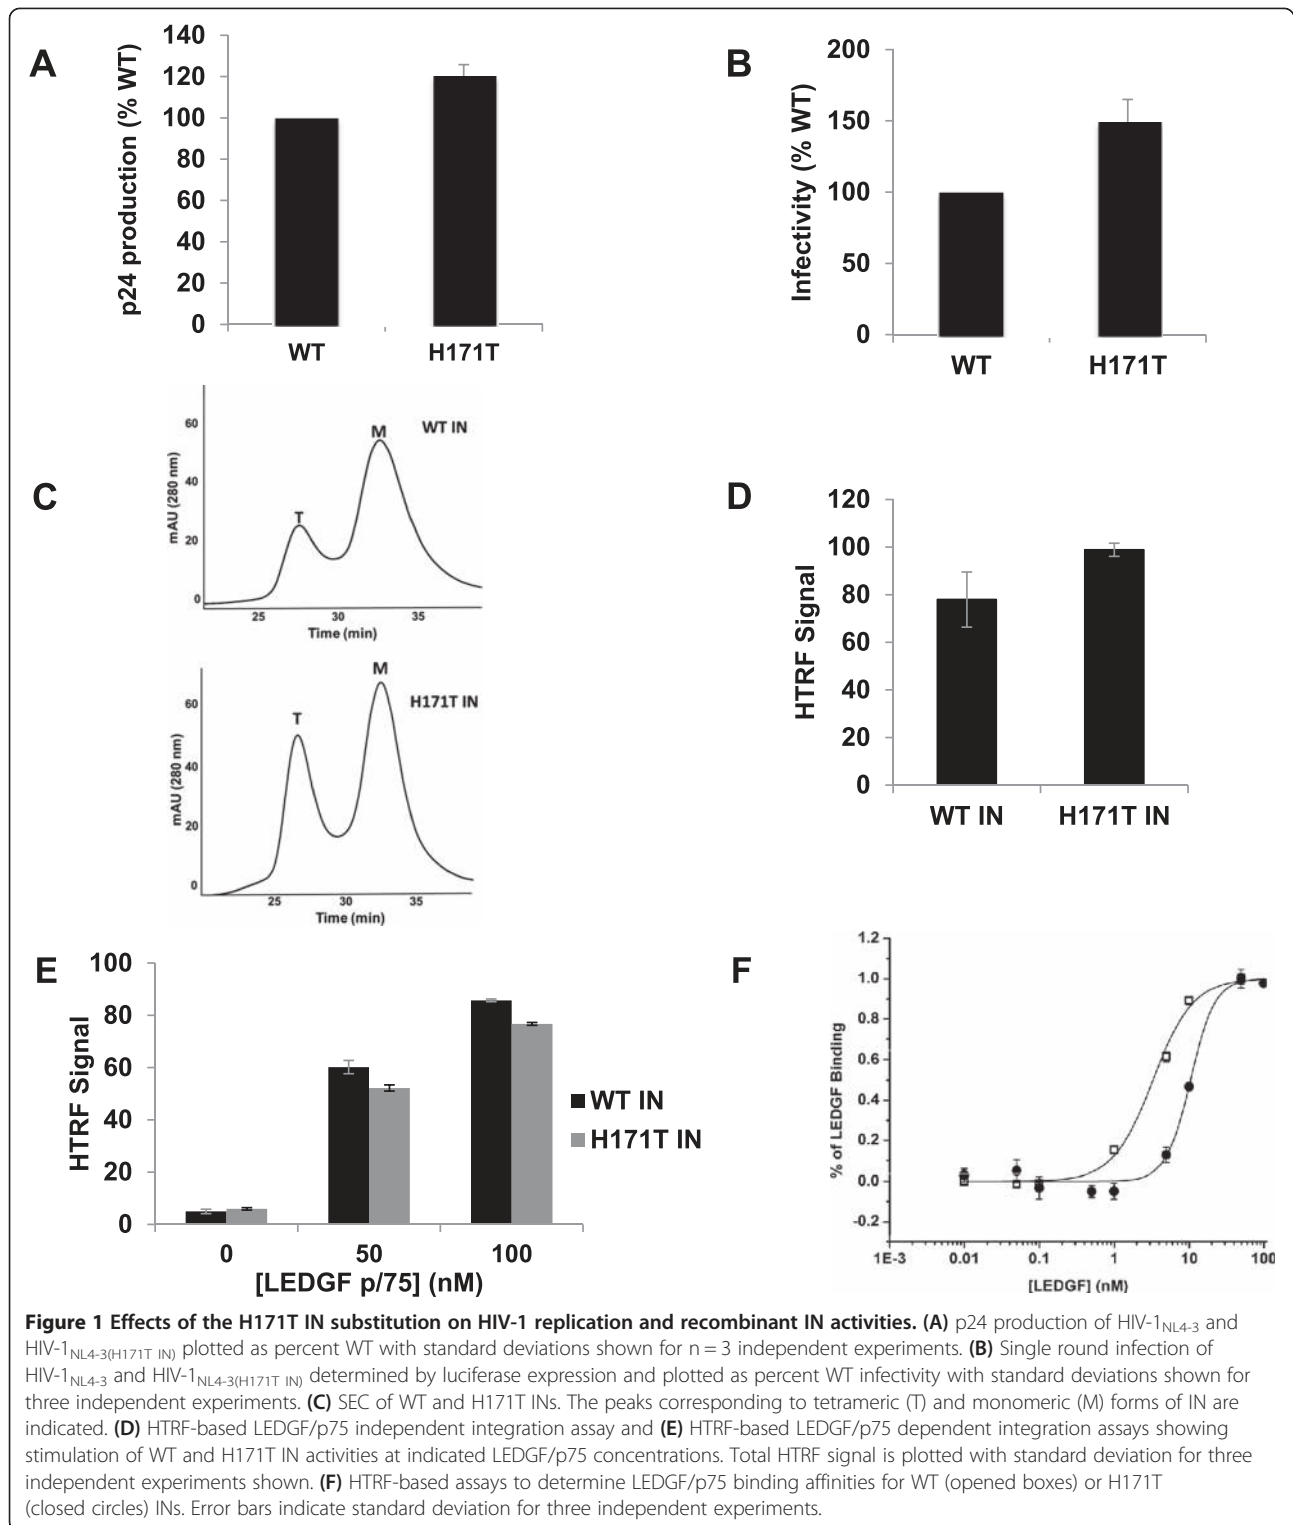 A
p24 production (% WT)
140
120
100
80
60
40
20
0
WT H171T
B
Infectivity (% WT)
200
150
100
50
0
WT H171T
C
mAU (280 nm)
60
40
20
0
T
M
WT IN
25 30 35
Time (min)
mAU (280 nm)
60
40
20
0
T
M
H171T IN
25 30 35
Time (min)
D
HTRF Signal
120
100
80
60
40
20
0
WT IN H171T IN
E
HTRF Signal
100
80
60
40
20
0
0 50 100
[LEDGF p/75] (nM)
WT IN
H171T IN
F
% of LEDGF Binding
1.2
1.0
0.8
0.6
0.4
0.2
0.0
-0.2
1E-3 0.01 0.1 1 10 100
[LEDGF] (nM)
Figure 1 Effects of the H171T IN substitution on HIV-1 replication and recombinant IN activities. (A) p24 production of HIV-1NL4-3 and
HIV-1NL4-3(H171T IN) plotted as percent WT with standard deviations shown for n = 3 independent experiments. (B) Single round infection of
HIV-1NL4-3 and HIV-1NL4-3(H171T IN) determined by luciferase expression and plotted as percent WT infectivity with standard deviations shown for
three independent experiments. (C) SEC of WT and H171T INs. The peaks corresponding to tetrameric (T) and monomeric (M) forms of IN are
indicated. (D) HTRF-based LEDGF/p75 independent integration assay and (E) HTRF-based LEDGF/p75 dependent integration assays showing
stimulation of WT and H171T IN activities at indicated LEDGF/p75 concentrations. Total HTRF signal is plotted with standard deviation for three
independent experiments shown. (F) HTRF-based assays to determine LEDGF/p75 binding affinities for WT (opened boxes) or H171T
(closed circles) INs. Error bars indicate standard deviation for three independent experiments.